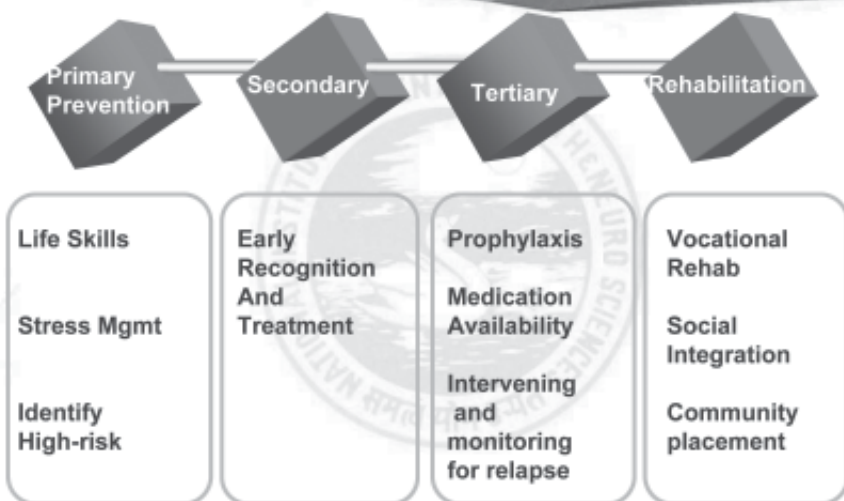 Primary
Prevention
Secondary
Tertiary
Rehabilitation
Life Skills
Stress Mgmt
Identify
High-risk
Early
Recognition
And
Treatment
Prophylaxis
Medication
Availability
Intervening
and
monitoring
for relapse
Vocational
Rehab
Social
Integration
Community
placement